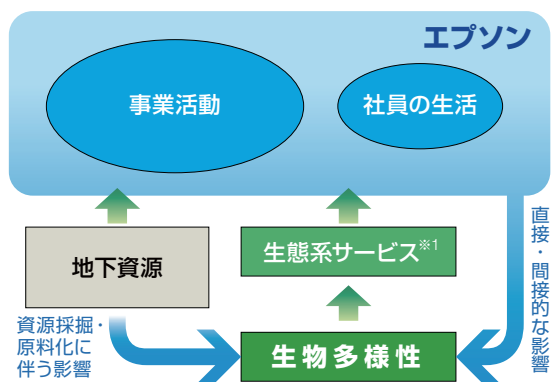 エプソン
事業活動
社員の生活
地下資源
生態系サービス※1
直接・間接的な影響
資源採掘・
原料化に
伴う影響
生物多様性